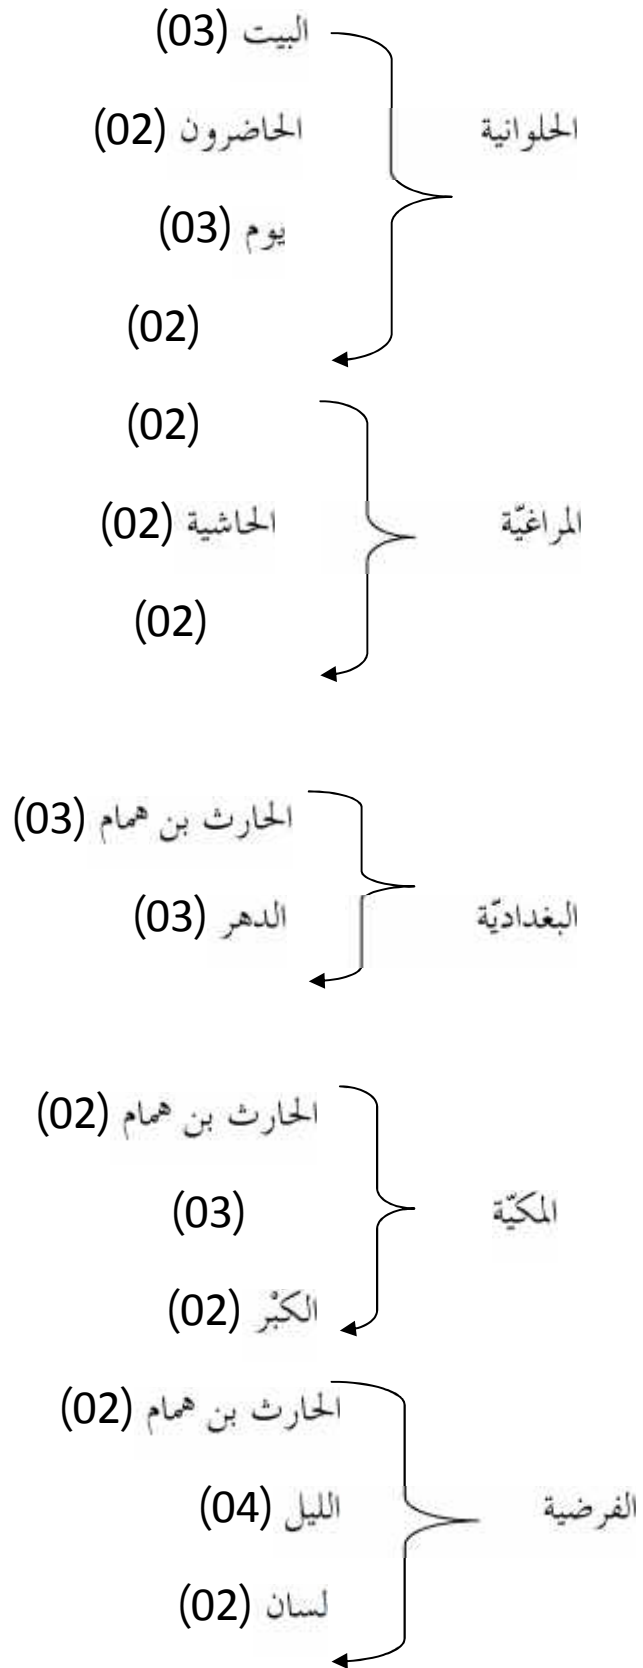 البيت (03)
الحلوانية الحاضرون (02)
يوم (03)
(02)
(02)
المراغيّة الحاشية (02)
(02)
الحارث بن همام (03)
البغداديّة الدهر (03)
الحارث بن همام (02)
المكيّة (03)
الكبْر (02)
الحارث بن همام (02)
الفرضية الليل (04)
لسان (02)